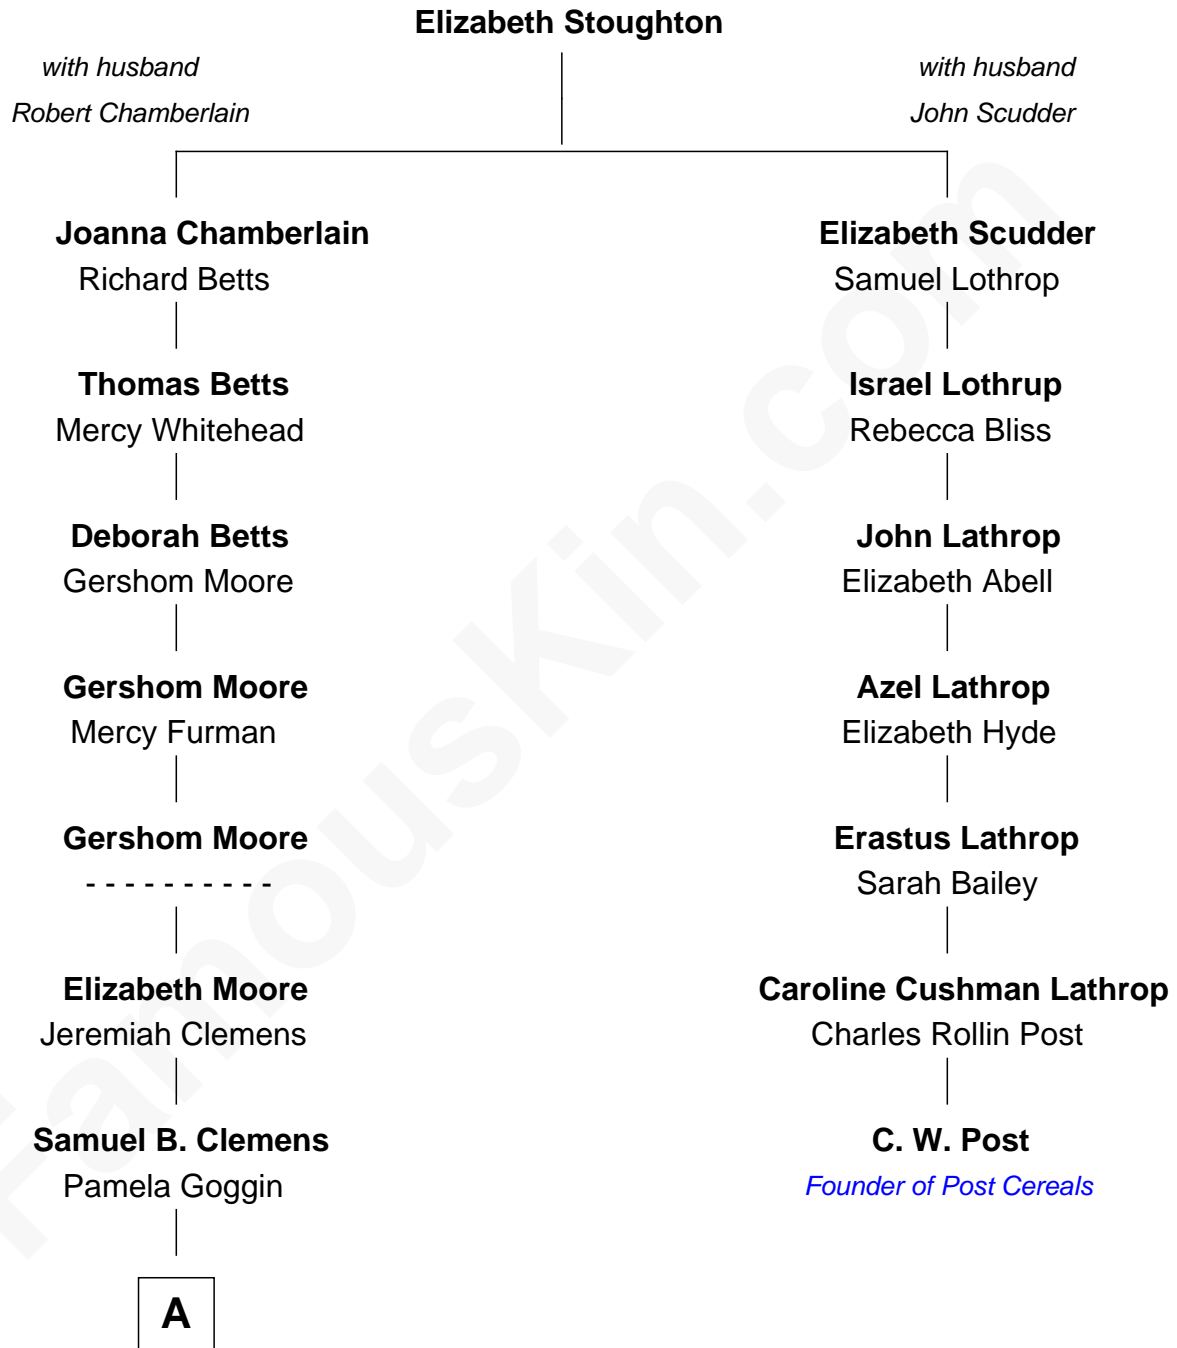 Elizabeth Stoughton
with husband
Robert Chamberlain
with husband
John Scudder
Joanna Chamberlain
Richard Betts
Elizabeth Scudder
Samuel Lothrop
Thomas Betts
Mercy Whitehead
Israel Lothrup
Rebecca Bliss
Deborah Betts
Gershom Moore
John Lathrop
Elizabeth Abell
Gershom Moore
Mercy Furman
Azel Lathrop
Elizabeth Hyde
Gershom Moore
- - - - - - - - - -
Erastus Lathrop
Sarah Bailey
Elizabeth Moore
Jeremiah Clemens
Caroline Cushman Lathrop
Charles Rollin Post
Samuel B. Clemens
Pamela Goggin
C. W. Post
Founder of Post Cereals
A
FamousKin.com